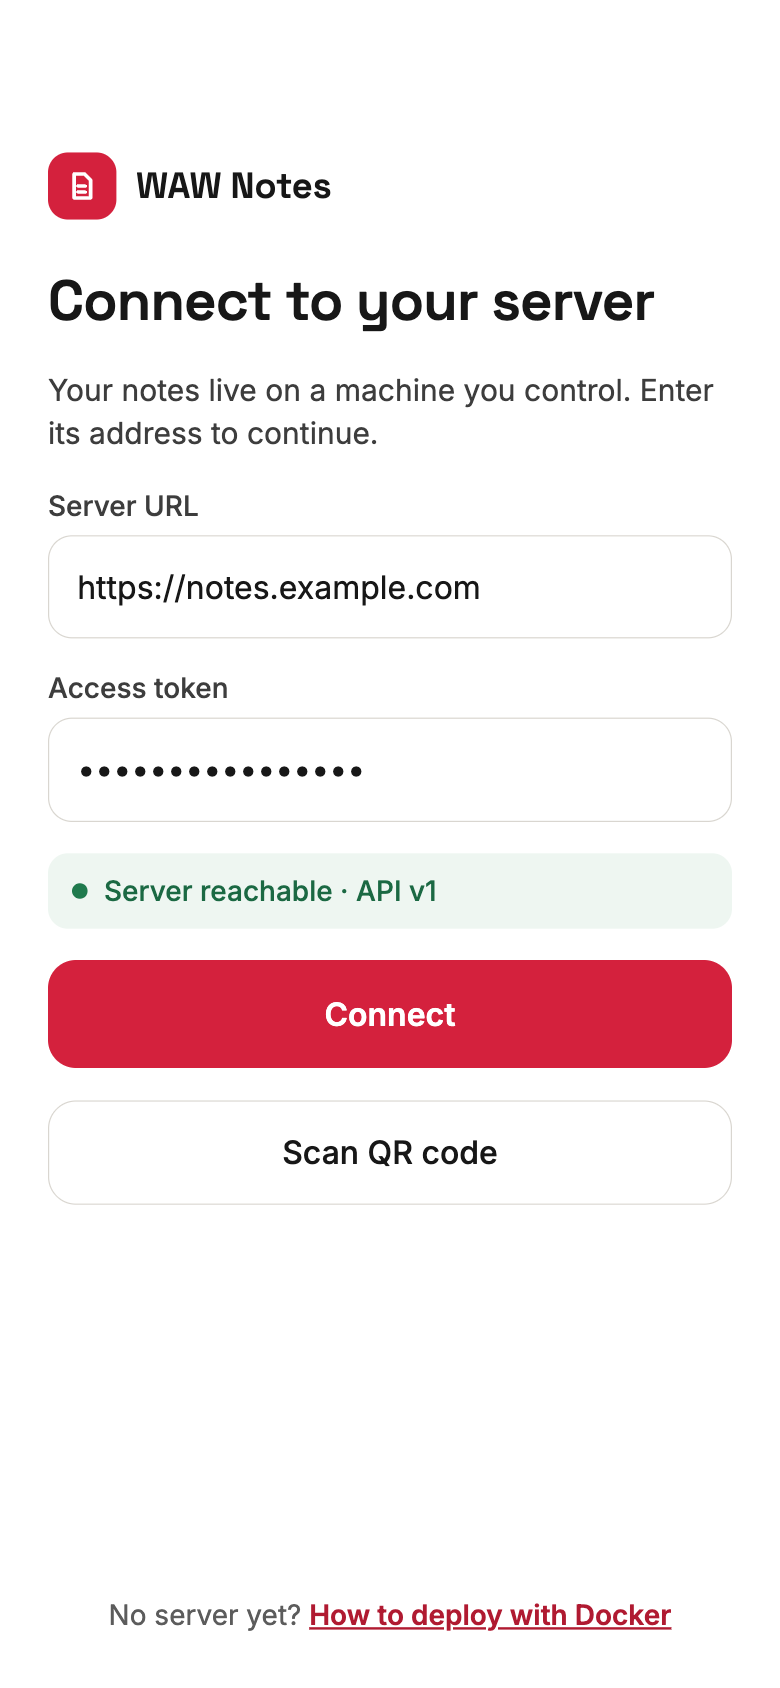 WAW Notes
Connect to your server
Your notes live on a machine you control. Enter
its address to continue.
Server URL
https://notes.example.com
Access token
••••••••••••••••
Server reachable · API v1
Connect
Scan QR code
No server yet? How to deploy with Docker